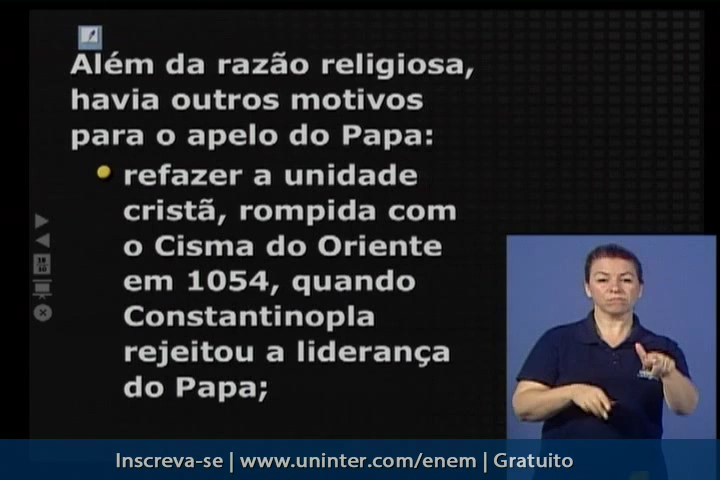 Além da razão religiosa,
havia outros motivos
para o apelo do Papa:
refazer a unidade
cristã, rompida com
o Cisma do Oriente
em 1054, quando
Constantinopla
rejeitou a liderança
do Papa;
Inscreva-se | www.uninter.com/enem | Gratuito